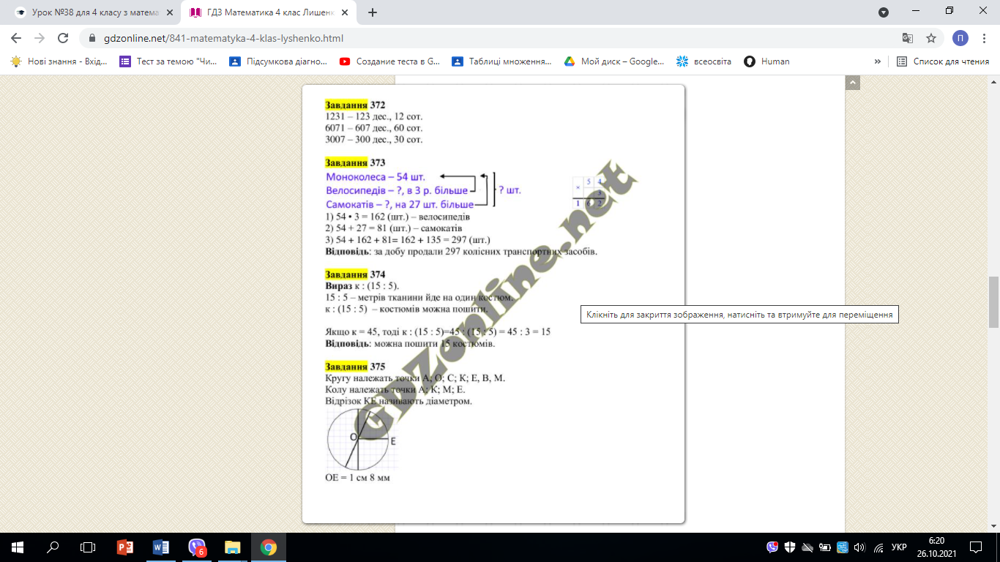 Урок №38 для 4 класу з матема
ГДЗ Математика 4 клас Лишенк
gdzonline.net/841-matematyka-4-klas-lyshenko.html
П
Нові знання - Вхід...
Тест за темою "Чи...
Підсумкова діагно...
Создание теста в G...
Таблиці множення...
Мой диск – Google...
всеосвіта
Human
»
Список для чтения
Завдання 372
1231 – 123 дес., 12 сот.
6071 – 607 дес., 60 сот.
3007 – 300 дес., 30 сот.
Завдання 373
Моноколеса – 54 шт.
Велосипедів – ?, в 3 р. більше
? шт.
Самокатів – ?, на 27 шт. більше
5 4
×
3
1 6 2
1) 54 • 3 = 162 (шт.) – велосипедів
2) 54 + 27 = 81 (шт.) – самокатів
3) 54 + 162 + 81= 162 + 135 = 297 (шт.)
Відповідь: за добу продали 297 колісних транспортних засобів.
Завдання 374
Вираз к : (15 : 5).
15 : 5 – метрів тканини йде на один костюм.
к : (15 : 5) – костюмів можна пошити.
Клікніть для закриття зображення, натисніть та втримуйте для переміщення
Якщо к = 45, тоді к : (15 : 5)=45 : (15 : 5) = 45 : 3 = 15
Відповідь: можна пошити 15 костюмів.
Завдання 375
Кругу належать точки А; О; С; К; Е, В, М.
Колу належать точки А; К; М; Е.
Відрізок КЕ називають діаметром.
О
Е
ОЕ = 1 см 8 мм
GDZonline.net
6
УКР
6:20
26.10.2021